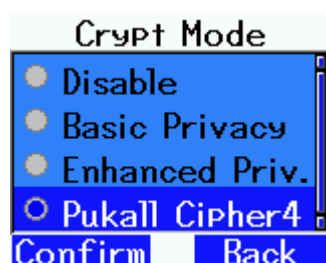 Crypt Mode
Disable
Basic Privacy
Enhanced Priv.
Pukall Cipher4
Confirm Back